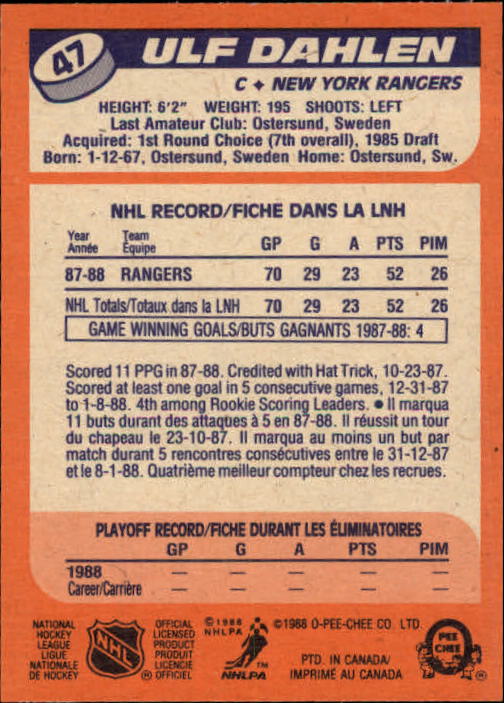 47
ULF DAHLEN
C ♦ NEW YORK RANGERS
HEIGHT: 6'2" WEIGHT: 195 SHOOTS: LEFT
Last Amateur Club: Ostersund, Sweden
Acquired: 1st Round Choice (7th overall), 1985 Draft
Born: 1-12-67, Ostersund, Sweden Home: Ostersund, Sw.
NHL RECORD/FICHE DANS LA LNH
Year Team
Année Équipe GP G A PTS PIM
87-88 RANGERS 70 29 23 52 26
NHL Totals/Totaux dans la LNH 70 29 23 52 26
GAME WINNING GOALS/BUTS GAGNANTS 1987-88: 4
Scored 11 PPG in 87-88. Credited with Hat Trick, 10-23-87.
Scored at least one goal in 5 consecutive games, 12-31-87
to 1-8-88. 4th among Rookie Scoring Leaders. ● Il marqua
11 buts durant des attaques à 5 en 87-88. Il réussit un tour
du chapeau le 23-10-87. Il marqua au moins un but par
match durant 5 rencontres consécutives entre le 31-12-87
et le 8-1-88. Quatrième meilleur compteur chez les recrues.
PLAYOFF RECORD/FICHE DURANT LES ÉLIMINATOIRES
GP G A PTS PIM
1988 — — — — —
Career/Carrière — — — — —
NATIONAL
HOCKEY
LEAGUE
LIGUE
NATIONALE
DE HOCKEY
NHL
®
OFFICIAL
LICENSED
PRODUCT
PRODUIT
LICENCIE
OFFICIEL
©1988
NHLPA
TM
NHLPA
©1988 O-PEE-CHEE CO. LTD.
PTD. IN CANADA/
IMPRIMÉ AU CANADA
PEE
CHEE
®